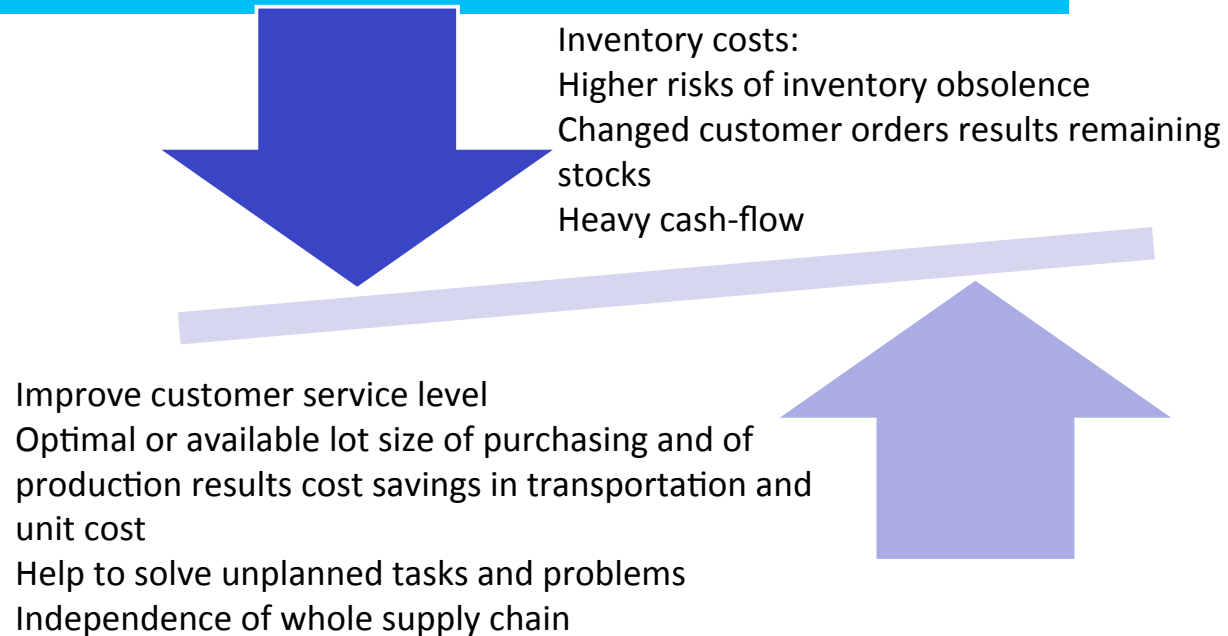 Inventory costs:
Higher risks of inventory obsolence
Changed customer orders results remaining
stocks
Heavy cash-flow
Improve customer service level
Optimal or available lot size of purchasing and of
production results cost savings in transportation and
unit cost
Help to solve unplanned tasks and problems
Independence of whole supply chain